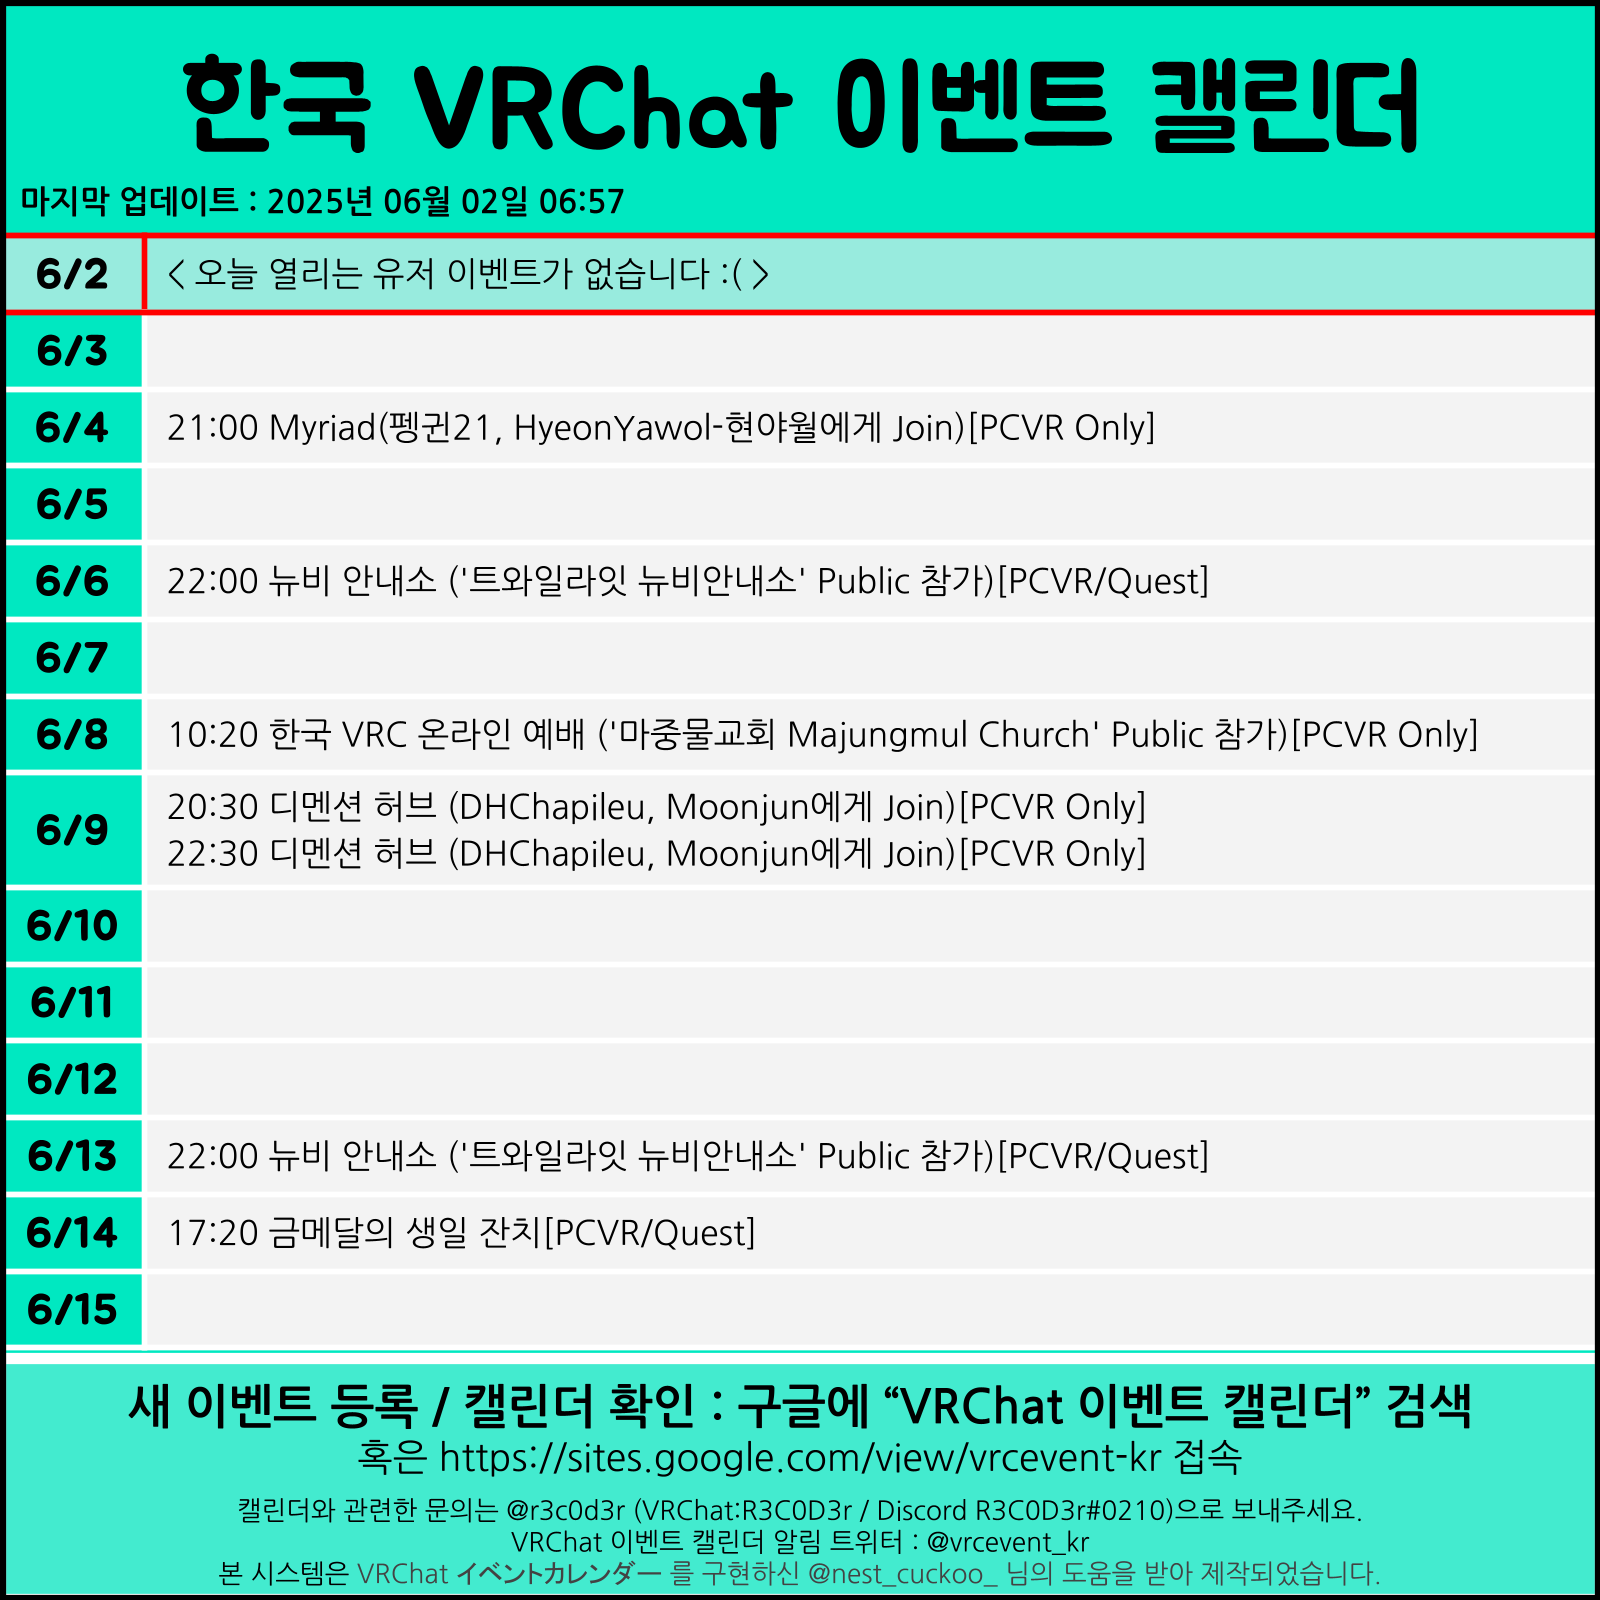 한국 VRChat 이벤트 캘린더
마지막 업데이트 : 2025년 06월 02일 06:57
6/2 < 오늘 열리는 유저 이벤트가 없습니다 :( >
6/3
6/4 21:00 Myriad(펭귄21, HyeonYawol-현야월에게 Join)[PCVR Only]
6/5
6/6 22:00 뉴비 안내소 ('트와일라잇 뉴비안내소' Public 참가)[PCVR/Quest]
6/7
6/8 10:20 한국 VRC 온라인 예배 ('마중물교회 Majungmul Church' Public 참가)[PCVR Only]
6/9 20:30 디멘션 허브 (DHChapileu, Moonjun에게 Join)[PCVR Only]
22:30 디멘션 허브 (DHChapileu, Moonjun에게 Join)[PCVR Only]
6/10
6/11
6/12
6/13 22:00 뉴비 안내소 ('트와일라잇 뉴비안내소' Public 참가)[PCVR/Quest]
6/14 17:20 금메달의 생일 잔치[PCVR/Quest]
6/15
새 이벤트 등록 / 캘린더 확인 : 구글에 “VRChat 이벤트 캘린더” 검색
혹은 https://sites.google.com/view/vrcevent-kr 접속
캘린더와 관련한 문의는 @r3c0d3r (VRChat:R3C0D3r / Discord R3C0D3r#0210)으로 보내주세요.
VRChat 이벤트 캘린더 알림 트위터 : @vrcevent_kr
본 시스템은 VRChat イベントカレンダー 를 구현하신 @nest_cuckoo_ 님의 도움을 받아 제작되었습니다.